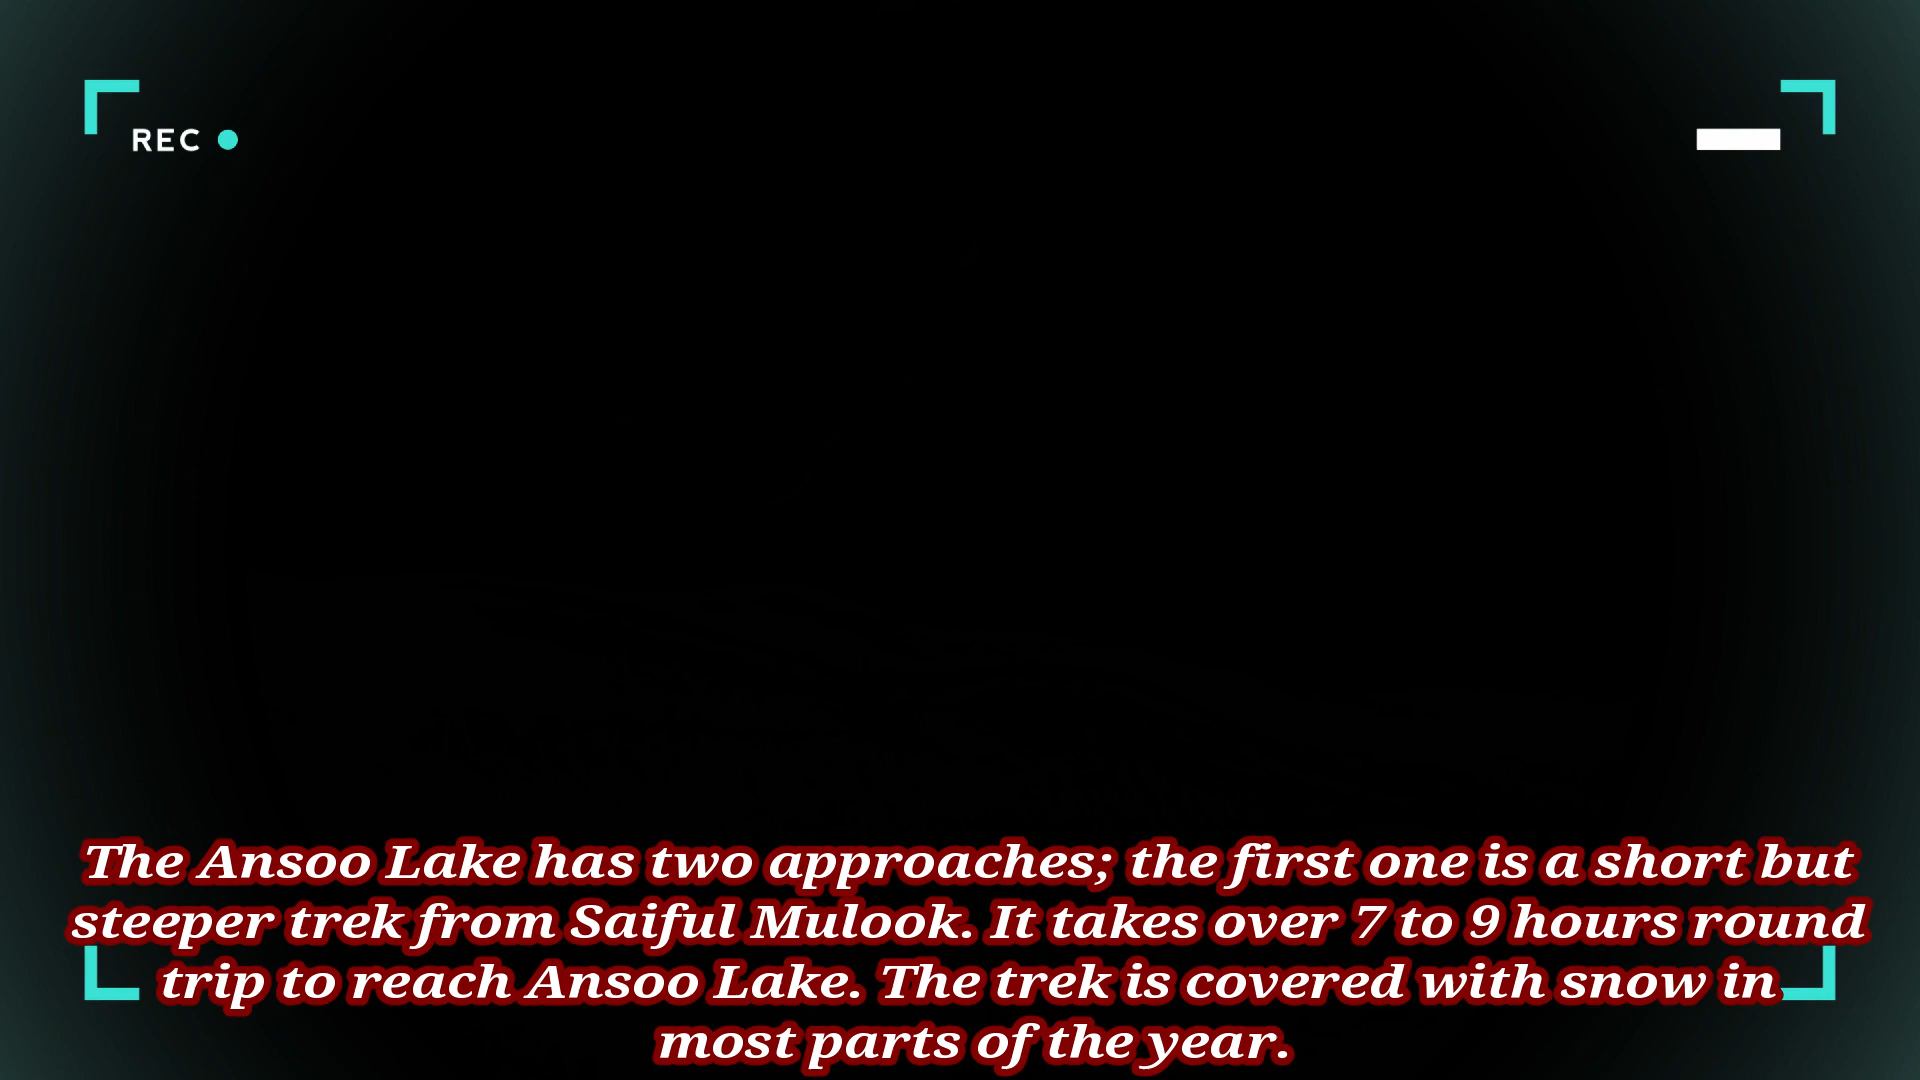 REC
The Ansoo Lake has two approaches; the first one is a short but
steeper trek from Saiful Mulook. It takes over 7 to 9 hours round
trip to reach Ansoo Lake. The trek is covered with snow in
most parts of the year.